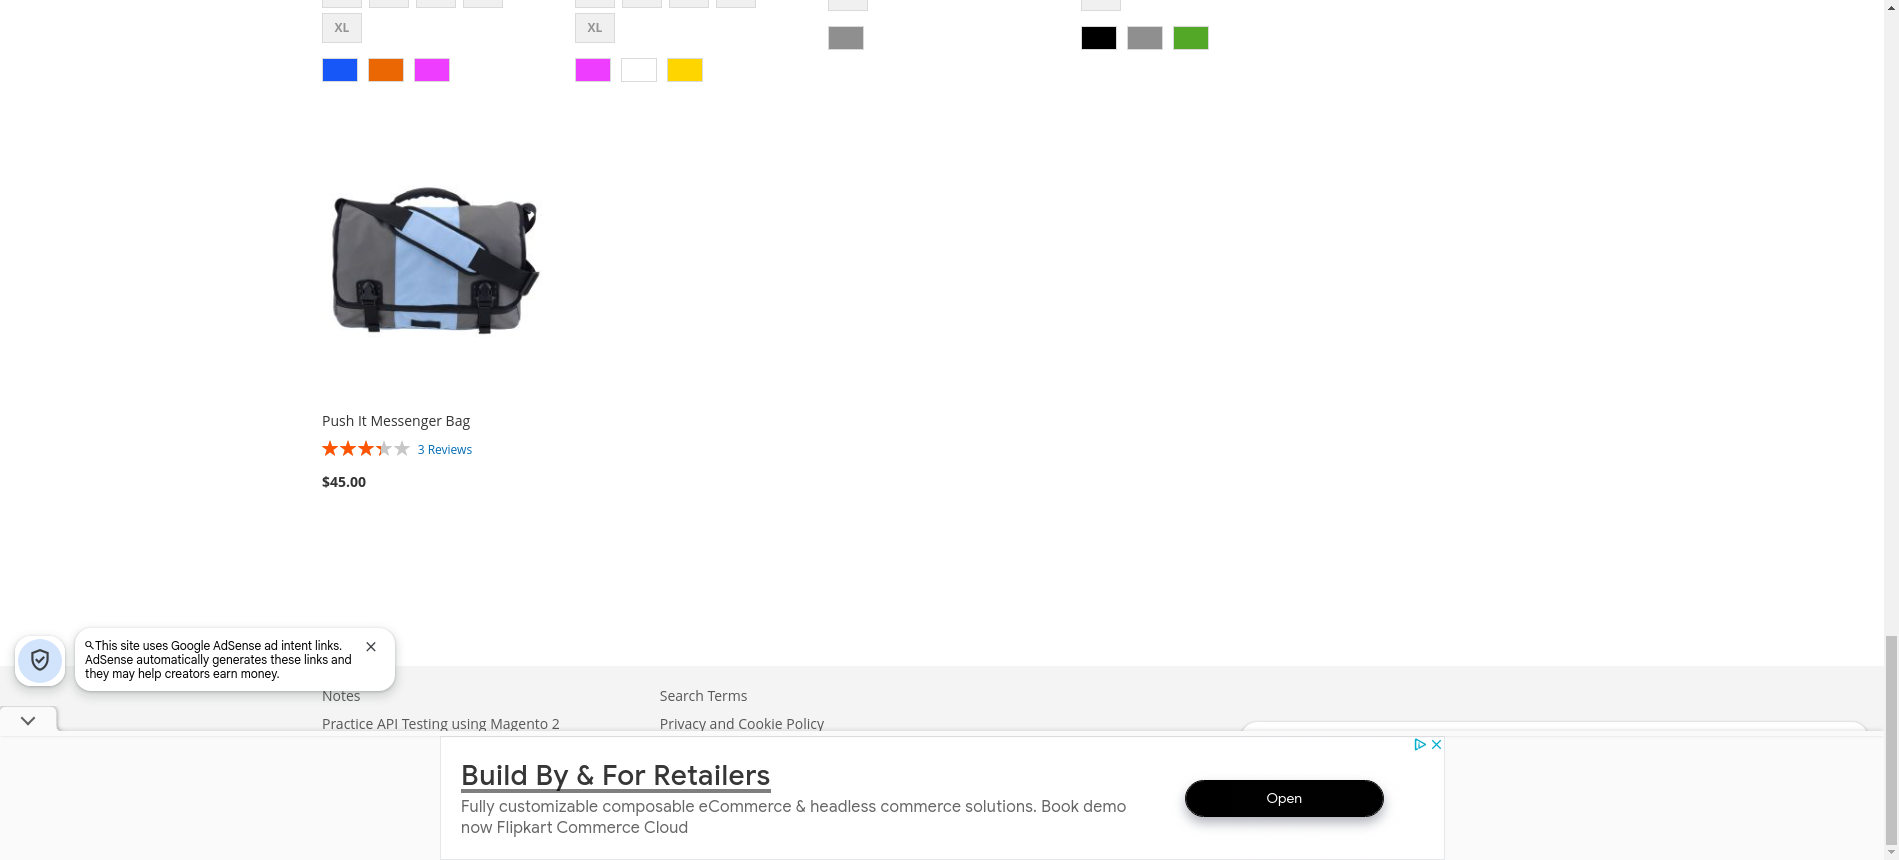 XL
XL
Push It Messenger Bag
3 Reviews
$45.00
This site uses Google AdSense ad intent links.
AdSense automatically generates these links and
they may help creators earn money.
Notes
Search Terms
Practice API Testing using Magento 2
Privacy and Cookie Policy
Build By & For Retailers
Fully customizable composable eCommerce & headless commerce solutions. Book demo
now Flipkart Commerce Cloud
Open